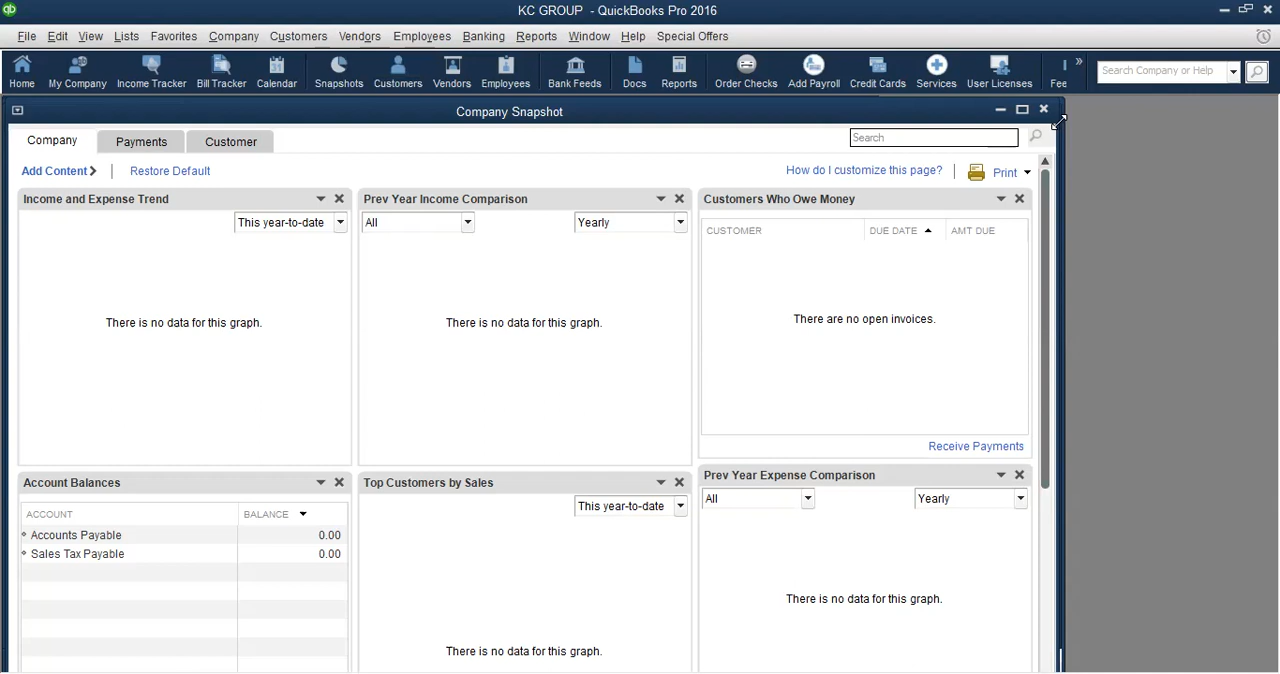 qb
KC GROUP - QuickBooks Pro 2016
File Edit View Lists Favorites Company Customers Vendors Employees Banking Reports Window Help Special Offers
Home My Company Income Tracker Bill Tracker Calendar Snapshots Customers Vendors Employees Bank Feeds Docs Reports Order Checks Add Payroll Credit Cards Services User Licenses Fee » Search Company or Help
Company Snapshot
Company Payments Customer Search
Add Content Restore Default How do I customize this page? Print
Income and Expense Trend Prev Year Income Comparison Customers Who Owe Money
This year-to-date All Yearly
CUSTOMER DUE DATE AMT DUE
There is no data for this graph. There is no data for this graph. There are no open invoices.
Receive Payments
Account Balances Top Customers by Sales Prev Year Expense Comparison
This year-to-date All Yearly
ACCOUNT BALANCE
Accounts Payable 0.00
Sales Tax Payable 0.00
There is no data for this graph.
There is no data for this graph.